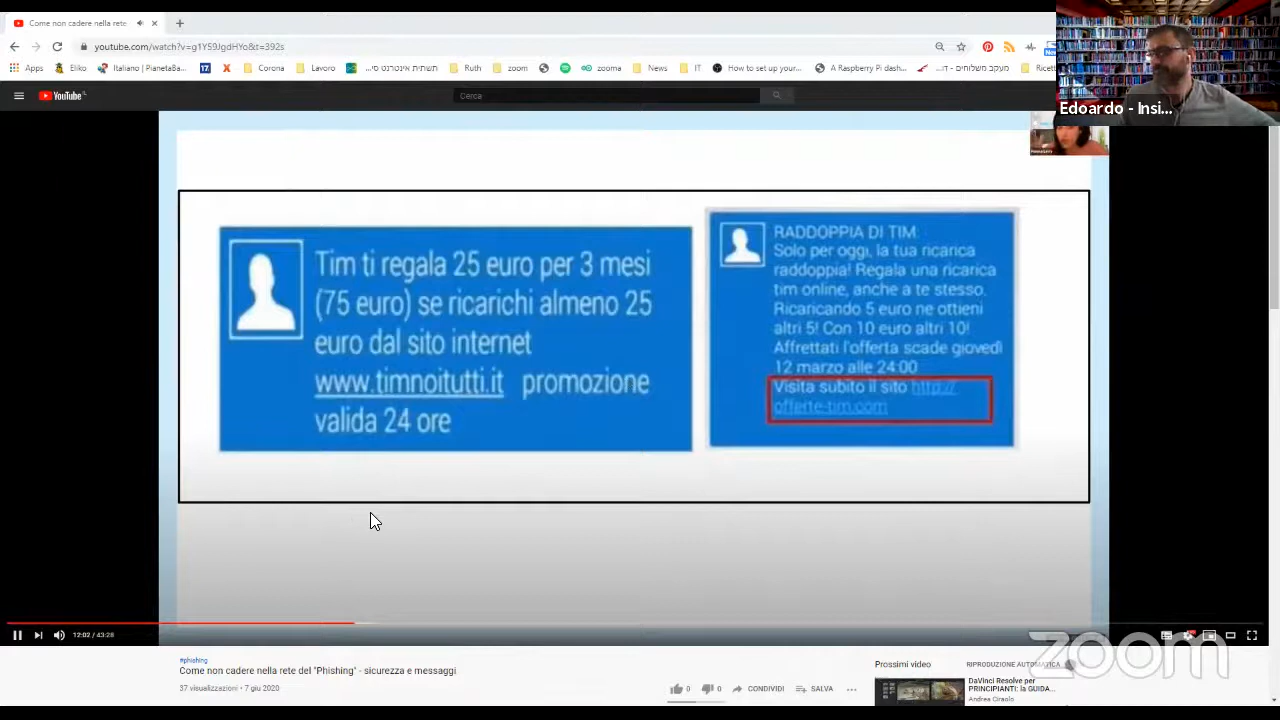 Come non cadere nella rete
youtube.com/watch?v=g1Y59JgdHYo&t=392s
Apps
Eliko
Italiano | PianetaBa...
17
Corona
Lavoro
Ruth
zoom
zooma
News
IT
How to set up your...
A Raspberry Pi dash...
Edoardo - Insi...
YouTube
Cerca
Tim ti regala 25 euro per 3 mesi
(75 euro) se ricarichi almeno 25
euro dal sito internet
www.timnoitutti.it promozione
valida 24 ore
RADDOPPIA DI TIM:
Solo per oggi, la tua ricarica
raddoppia! Regala una ricarica
tim online, anche a te stesso.
Ricaricando 5 euro ne ottieni
altri 5! Con 10 euro altri 10!
Affrettati l'offerta scade giovedì
12 marzo alle 24:00
Visita subito il sito http://
offerte-tim.com
12:02 / 43:28
zoom
#phishing
Come non cadere nella rete del "Phishing" - sicurezza e messaggi
37 visualizzazioni • 7 giu 2020
0
0
CONDIVIDI
SALVA
Prossimi video
RIPRODUZIONE AUTOMATICA
DaVinci Resolve per
PRINCIPIANTI: la GUIDA...
Andrea Ciraolo